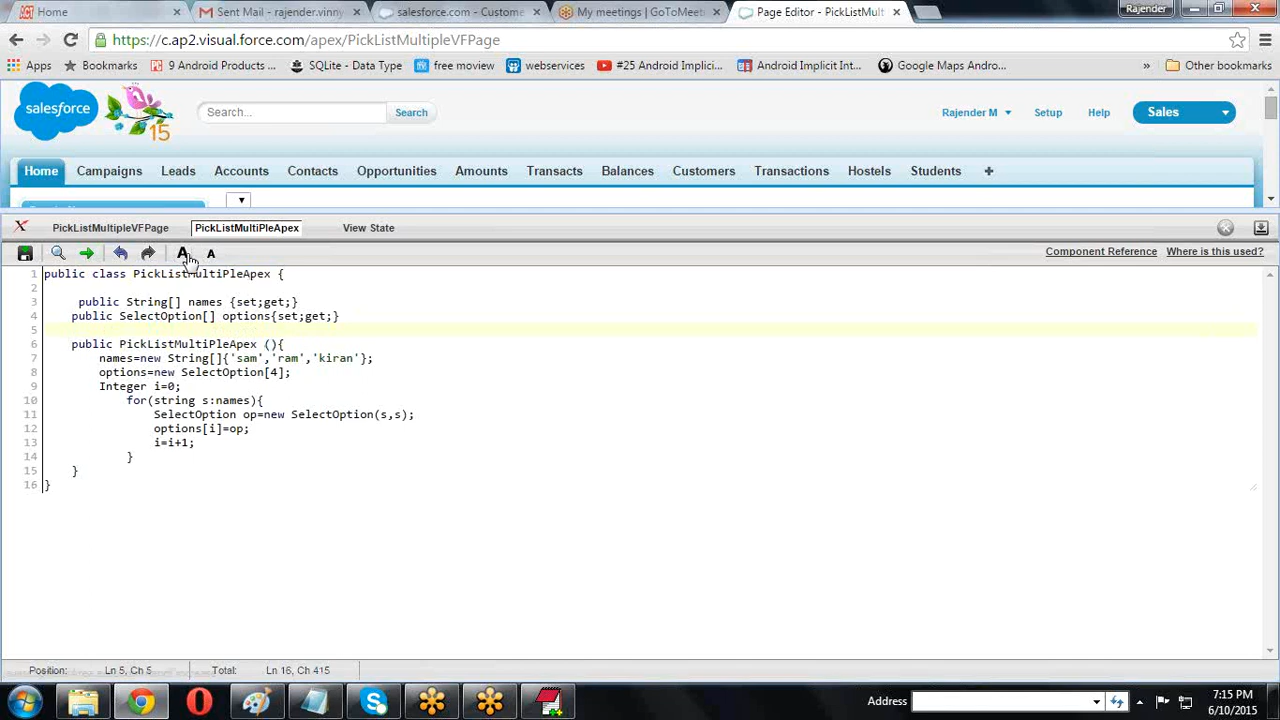 Home
Sent Mail - rajender.vinny
salesforce.com - Custome
My meetings | GoToMeet
Page Editor - PickListMult
Rajender
https://c.ap2.visual.force.com/apex/PickListMultipleVFPage
Apps
Bookmarks
9 Android Products ...
SQLite - Data Type
free moview
webservices
#25 Android Implici...
Android Implicit Int...
Google Maps Andro...
»
Other bookmarks
salesforce
15
Search...
Search
Rajender M
Setup
Help
Sales
Home
Campaigns
Leads
Accounts
Contacts
Opportunities
Amounts
Transacts
Balances
Customers
Transactions
Hostels
Students
+
PickListMultipleVFPage
PickListMultiPleApex
View State
A
A
Component Reference
Where is this used?
1 public class PickListMultiPleApex {
2
3 public String[] names {set;get;}
4 public SelectOption[] options{set;get;}
5
6 public PickListMultiPleApex (){
7 names=new String[]{'sam','ram','kiran'};
8 options=new SelectOption[4];
9 Integer i=0;
10 for(string s:names){
11 SelectOption op=new SelectOption(s,s);
12 options[i]=op;
13 i=i+1;
14 }
15 }
16 }
Position: Ln 5, Ch 5
Total: Ln 16, Ch 415
Address
7:15 PM
6/10/2015